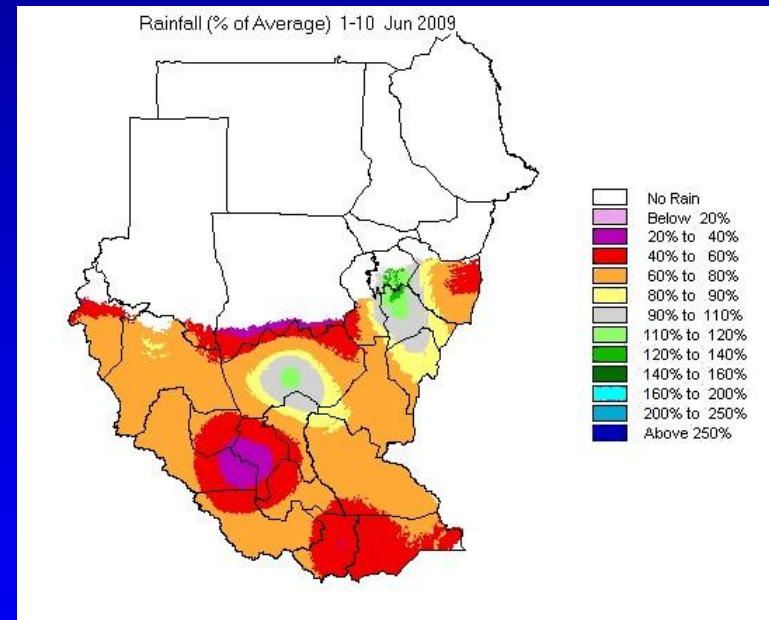 Rainfall (% of Average) 1-10 Jun 2009
No Rain
Below 20%
20% to 40%
40% to 60%
60% to 80%
80% to 90%
90% to 110%
110% to 120%
120% to 140%
140% to 160%
160% to 200%
200% to 250%
Above 250%